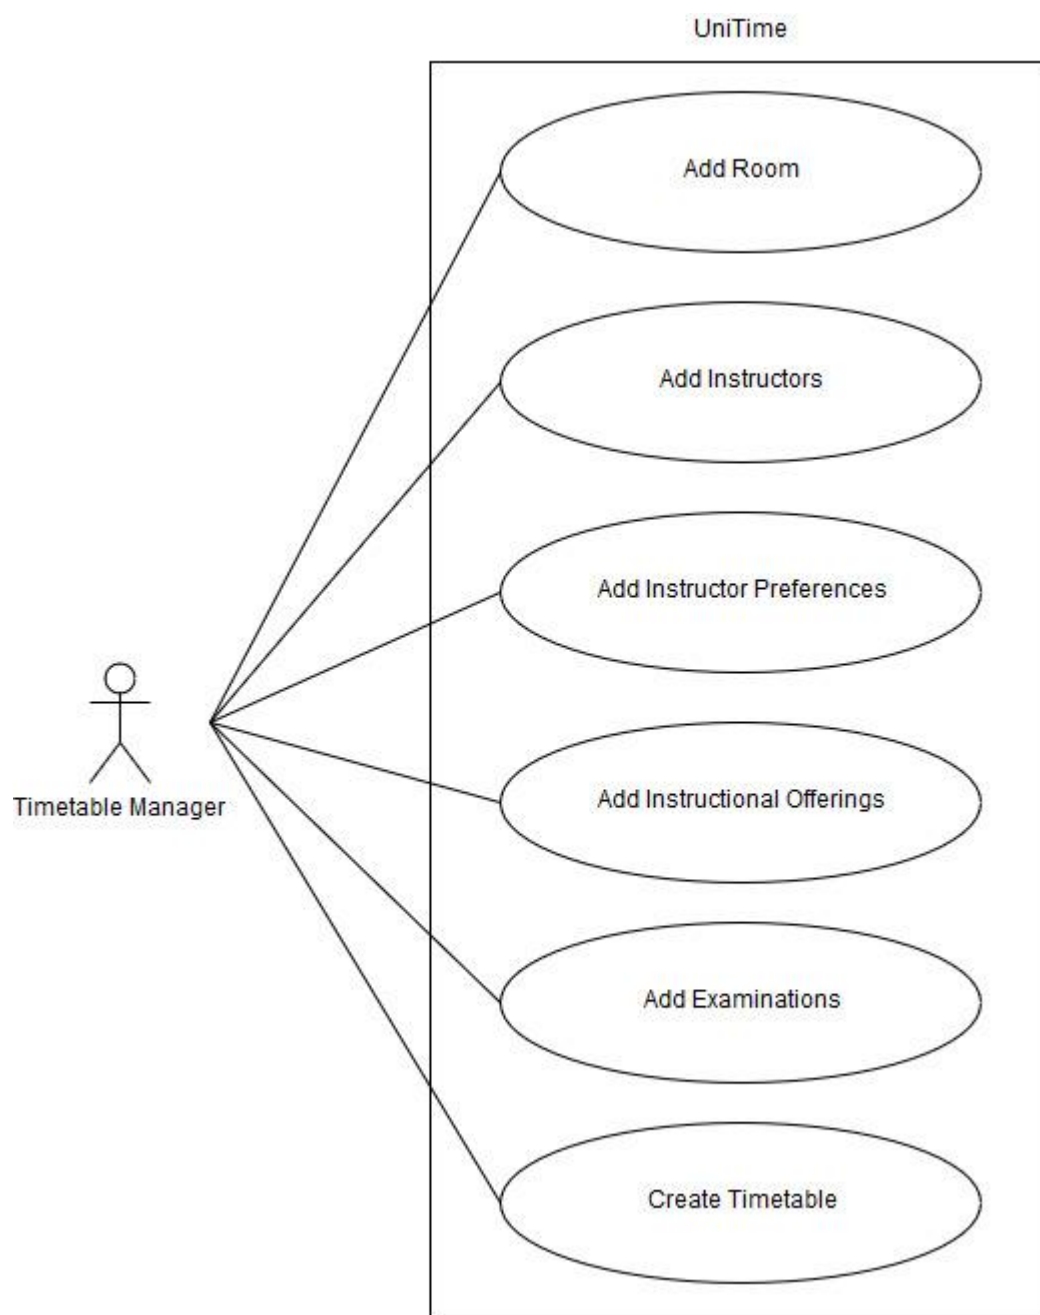 UniTime
Add Room
Add Instructors
Add Instructor Preferences
Timetable Manager
Add Instructional Offerings
Add Examinations
Create Timetable